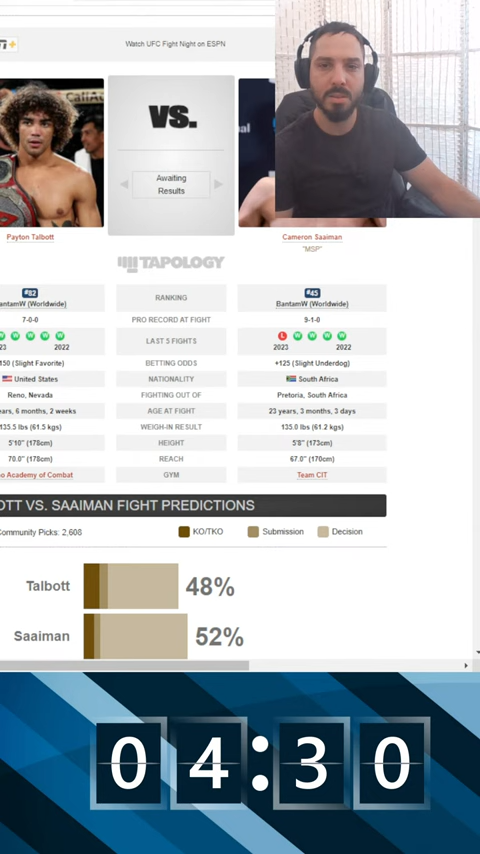 Watch UFC Fight Night on ESPN
VS.
Awaiting
Results
Payton Talbott
Cameron Saaiman
"MSP"
TAPOLOGY
#82 RANKING #45
BantamW (Worldwide) BantamW (Worldwide)
7-0-0 PRO RECORD AT FIGHT 9-1-0
W W W W W LAST 5 FIGHTS L W W W W
2022 2023 2022
(Slight Favorite) BETTING ODDS +125 (Slight Underdog)
United States NATIONALITY South Africa
Reno, Nevada FIGHTING OUT OF Pretoria, South Africa
6 months, 2 weeks AGE AT FIGHT 23 years, 3 months, 3 days
135.5 lbs (61.5 kgs) WEIGH-IN RESULT 135.0 lbs (61.2 kgs)
5'10" (178cm) HEIGHT 5'8" (173cm)
70.0" (178cm) REACH 67.0" (170cm)
Academy of Combat GYM Team CIT
VS. SAAIMAN FIGHT PREDICTIONS
Community Picks: 2,608 KO/TKO Submission Decision
Talbott 48%
Saaiman 52%
04:30